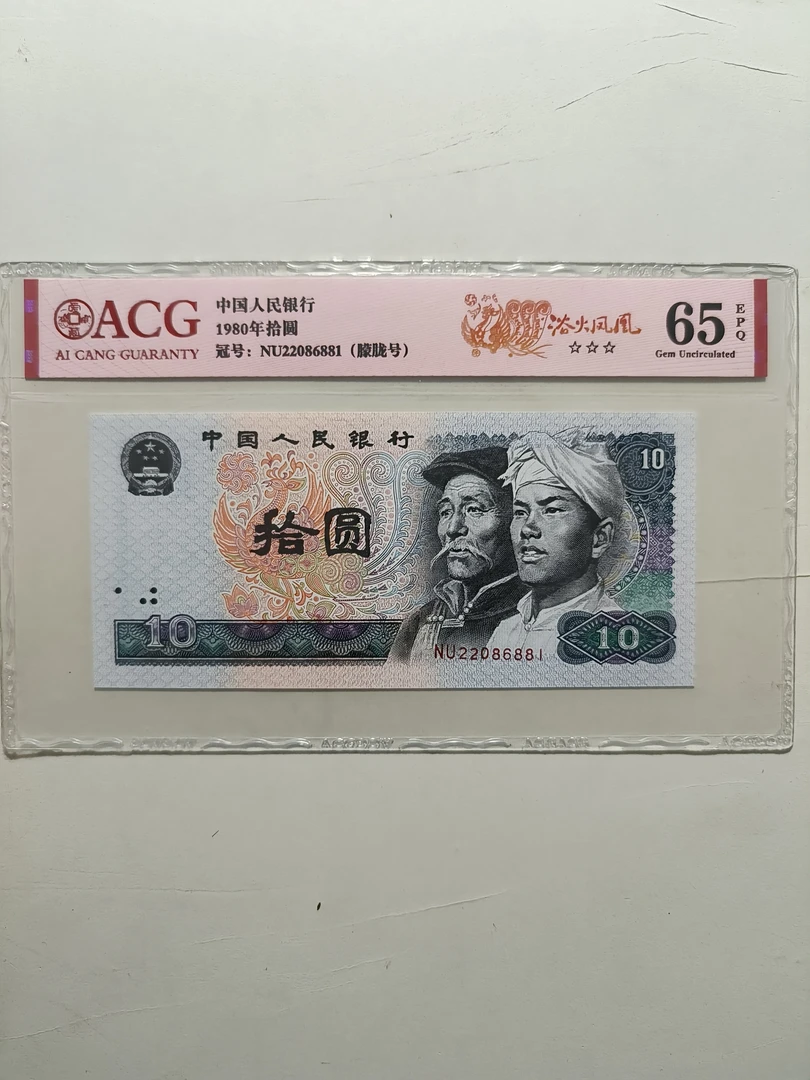 ACG
AI CANG GUARANTY
中国人民银行
1980年拾圆
冠号：NU22086881（朦胧号）
浴火凤凰
☆☆☆
65
EPQ
Gem Uncirculated
中国人民银行
10
拾圆
10
NU22086881
10